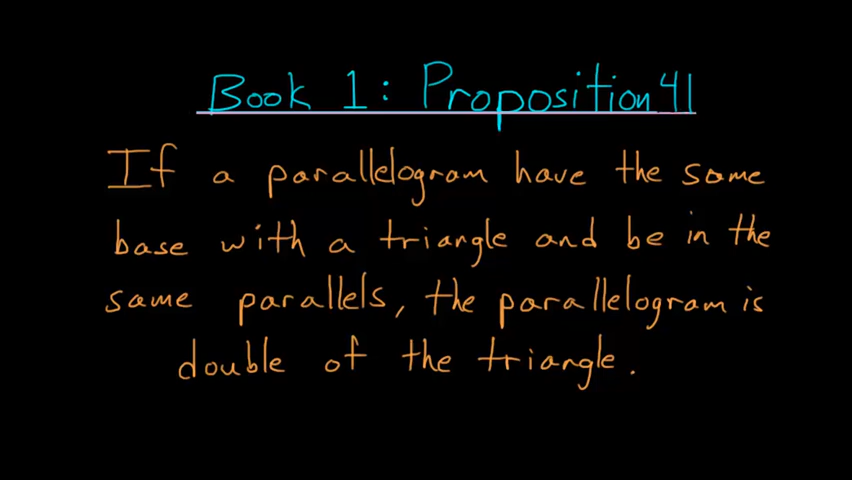 Book 1: Proposition 41
If a parallelogram have the same
base with a triangle and be in the
same parallels, the parallelogram is
double of the triangle.